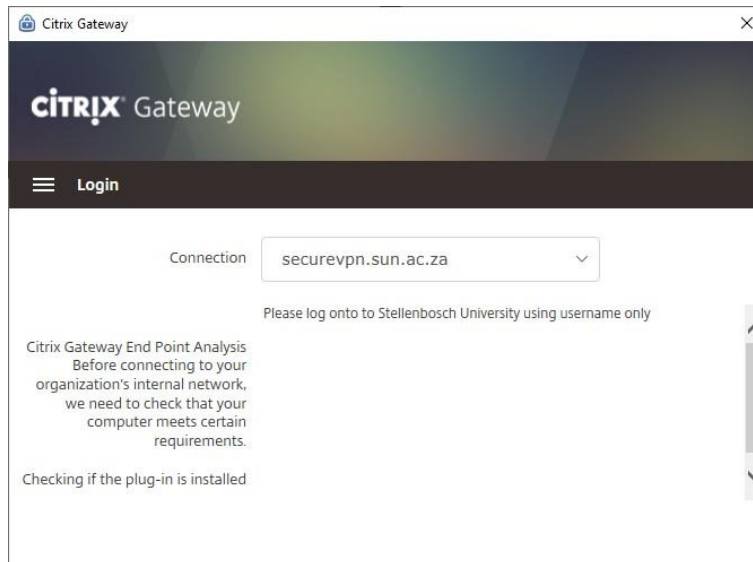 Citrix Gateway
CİTRIX Gateway
Login
Connection
securevpn.sun.ac.za
Please log onto to Stellenbosch University using username only
Citrix Gateway End Point Analysis
Before connecting to your
organization's internal network,
we need to check that your
computer meets certain
requirements.
Checking if the plug-in is installed